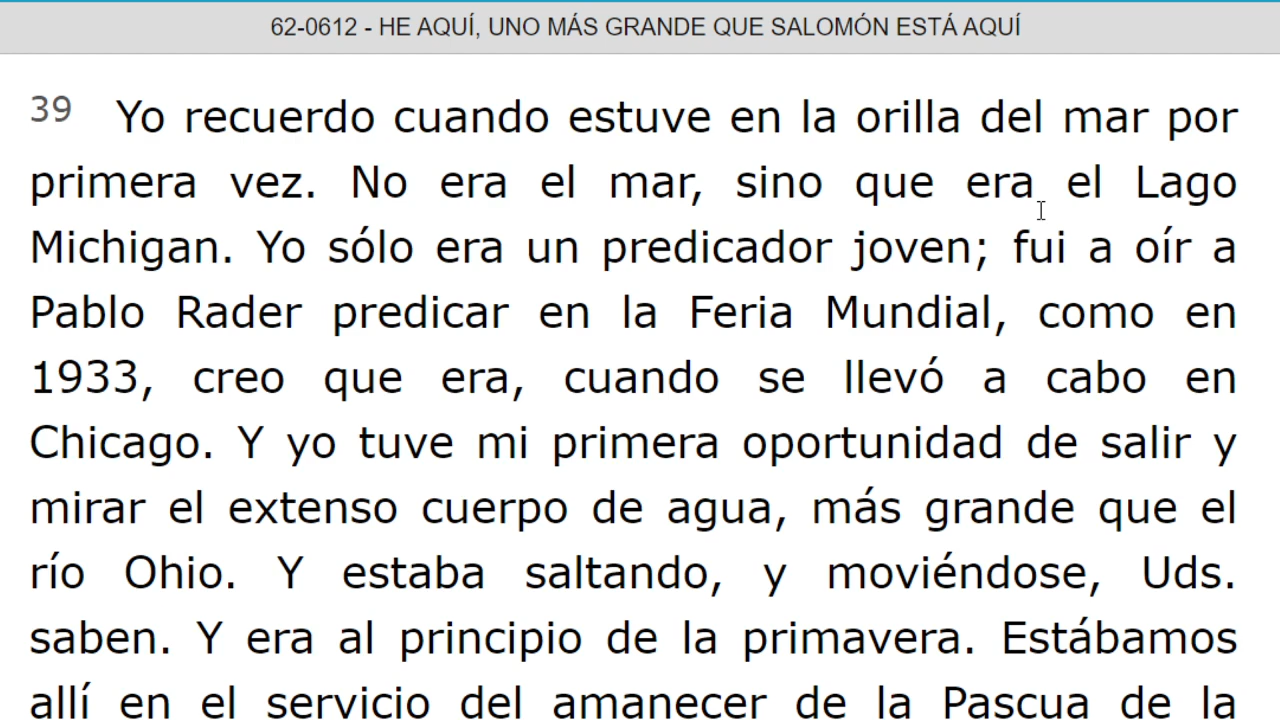 62-0612 - HE AQUÍ, UNO MÁS GRANDE QUE SALOMÓN ESTÁ AQUÍ
39 Yo recuerdo cuando estuve en la orilla del mar por
primera vez. No era el mar, sino que era el Lago
Michigan. Yo sólo era un predicador joven; fui a oír a
Pablo Rader predicar en la Feria Mundial, como en
1933, creo que era, cuando se llevó a cabo en
Chicago. Y yo tuve mi primera oportunidad de salir y
mirar el extenso cuerpo de agua, más grande que el
río Ohio. Y estaba saltando, y moviéndose, Uds.
saben. Y era al principio de la primavera. Estábamos
allí en el servicio del amanecer de la Pascua de la